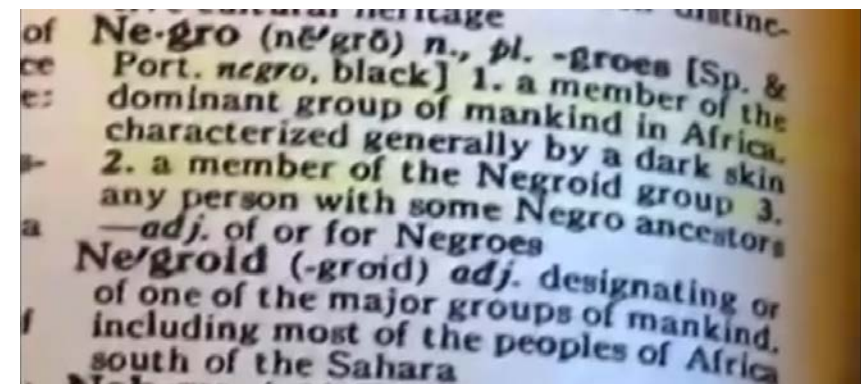 heritage distinc-
of Ne·gro (nē′grō) n., pl. -groes [Sp. &
ce Port. negro, black] 1. a member of the
e: dominant group of mankind in Africa,
characterized generally by a dark skin
s- 2. a member of the Negroid group 3.
any person with some Negro ancestors
a —adj. of or for Negroes
Ne′groid (-groid) adj. designating or
of one of the major groups of mankind,
f including most of the peoples of Africa
south of the Sahara